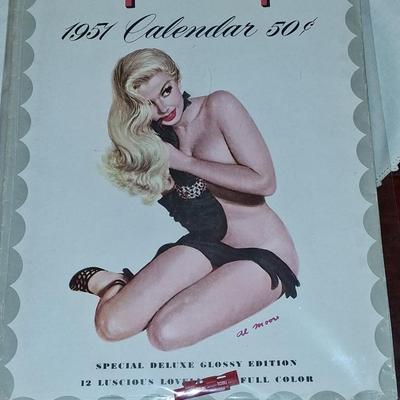 1951 Calendar 50¢
al moore
SPECIAL DELUXE GLOSSY EDITION
12 LUSCIOUS FULL COLOR